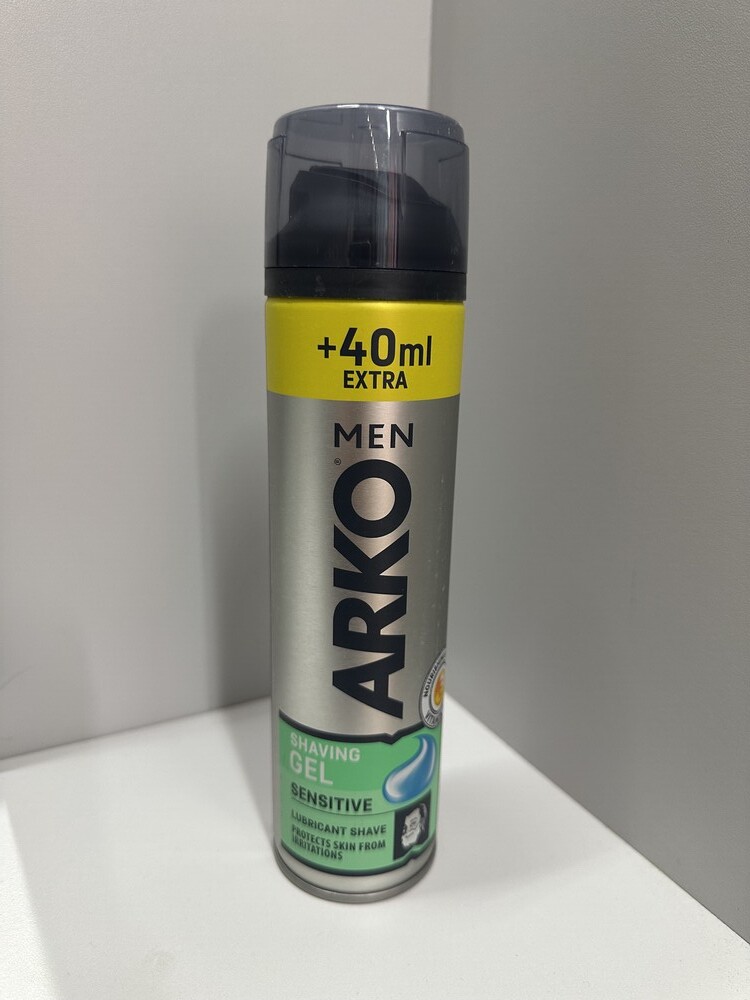 +40ml
EXTRA
MEN
ARKO®
SHAVING
GEL
SENSITIVE
LUBRICANT SHAVE
PROTECTS SKIN FROM
IRRITATIONS